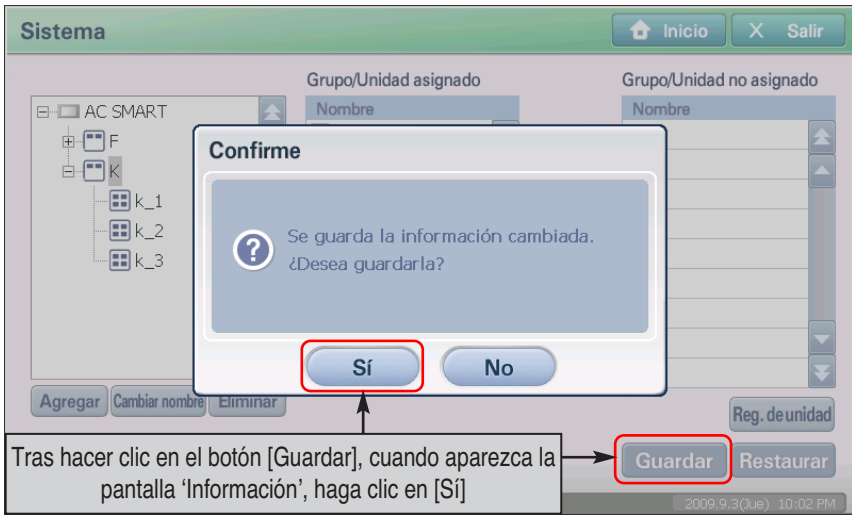 Sistema
Inicio
X Salir
Grupo/Unidad asignado
Grupo/Unidad no asignado
Nombre
Nombre
AC SMART
F
K
k_1
k_2
k_3
Confirme
Se guarda la información cambiada.
¿Desea guardarla?
Sí
No
Agregar
Cambiar nombre
Eliminar
Reg. de unidad
Tras hacer clic en el botón [Guardar], cuando aparezca la
pantalla ‘Información’, haga clic en [Sí]
Guardar
Restaurar
2009.9.3(Jue) 10:02 PM